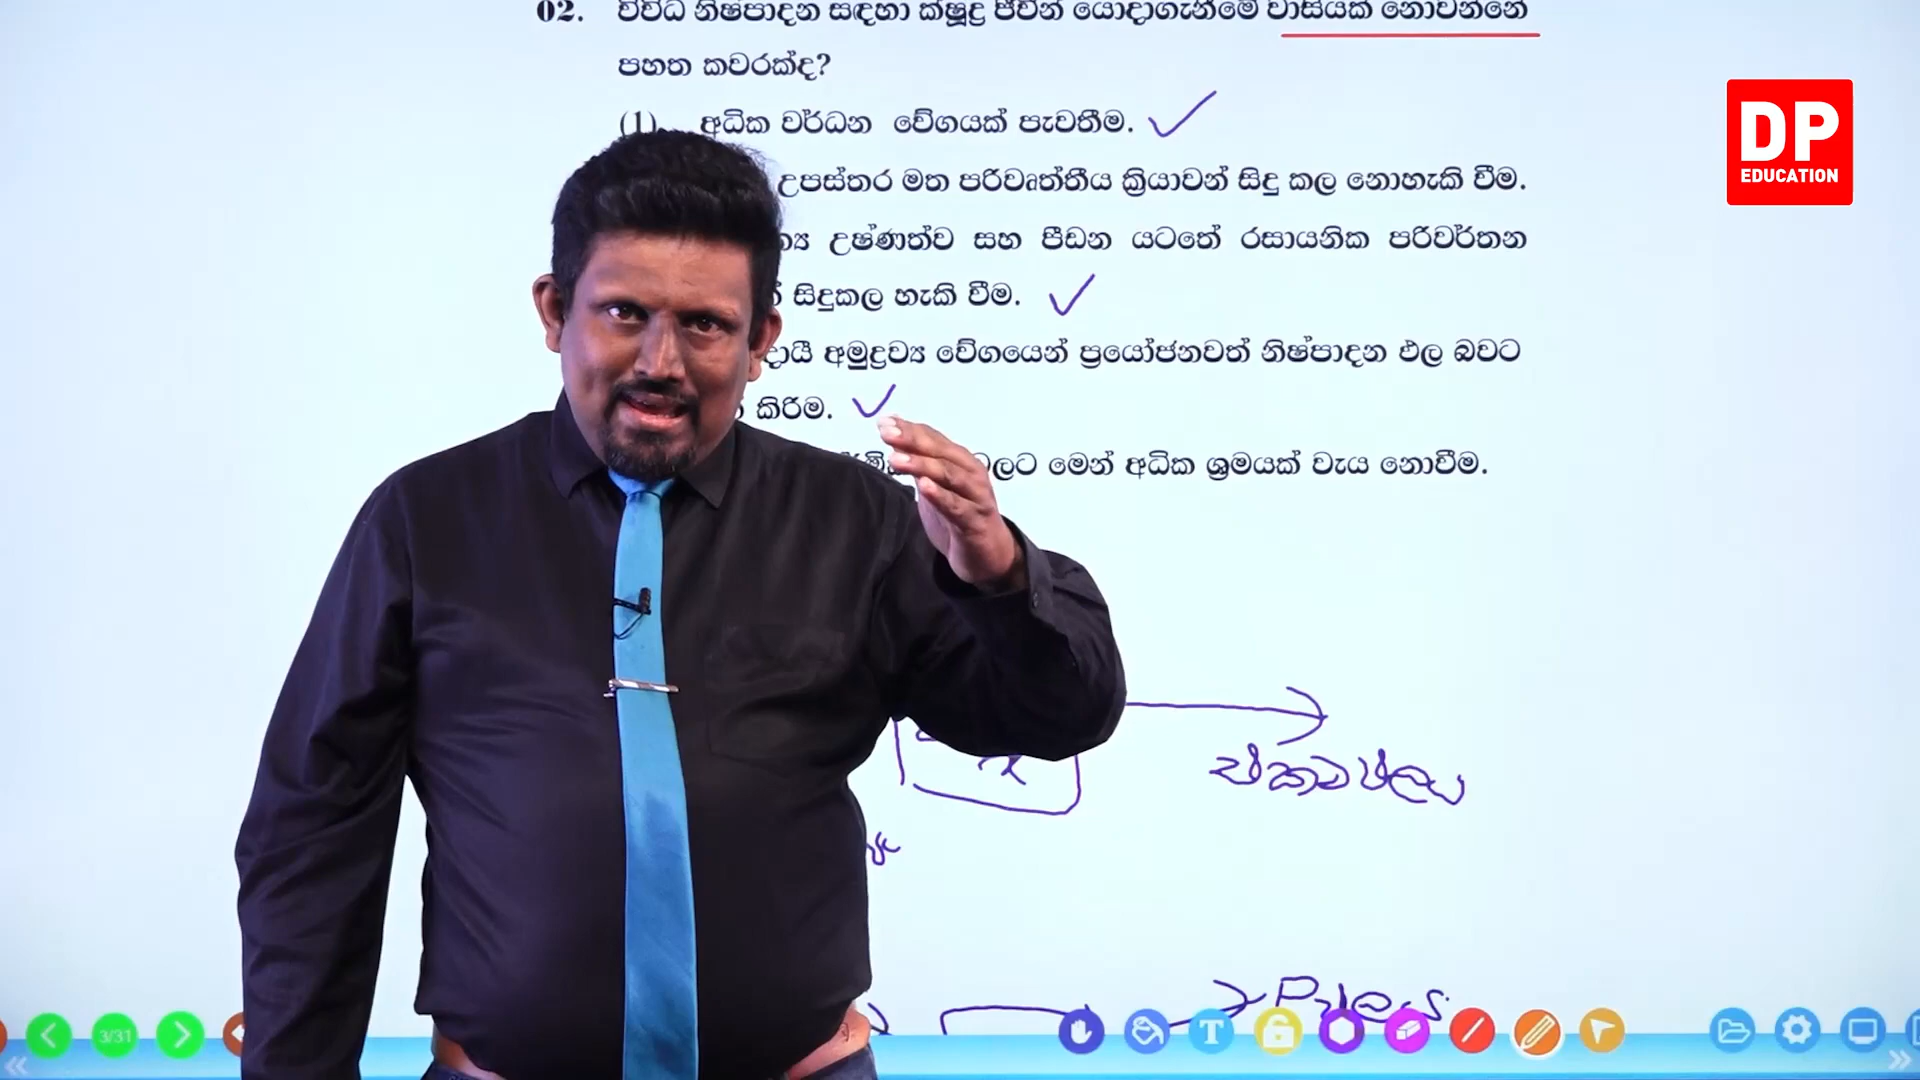 02. විවිධ නිෂ්පාදන සඳහා ක්ෂුද්‍ර ජීවීන් යොදාගැනීමේ වාසියක් නොවන්නේ
පහත කවරක්ද?
(1) අධික වර්ධන වේගයක් පැවතීම.
උපස්තර මත පරිවෘත්තීය ක්‍රියාවන් සිදු කල නොහැකි වීම.
උෂ්ණත්ව සහ පීඩන යටතේ රසායනික පරිවර්තන
සිදුකල හැකි වීම.
අමුද්‍රව්‍ය වේගයෙන් ප්‍රයෝජනවත් නිෂ්පාදන ඵල බවට
කිරීම.
මෙන් අධික ශ්‍රමයක් වැය නොවීම.
DP
EDUCATION
x
P ඵලය
3/31
T